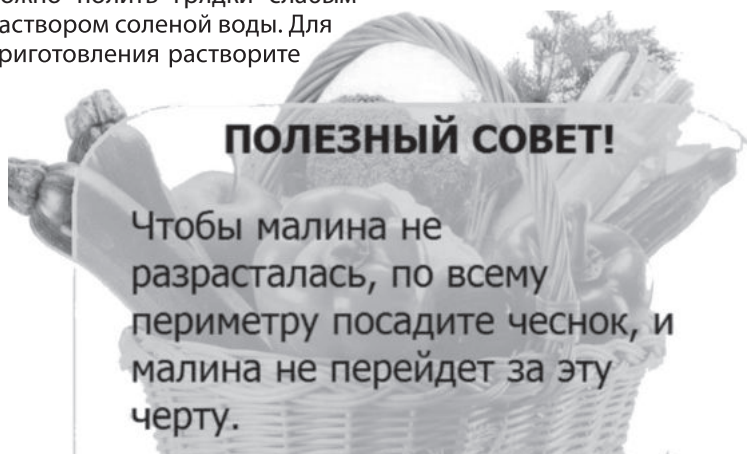 полить грядки слабым
соленой воды. Для
растворите
ПОЛЕЗНЫЙ СОВЕТ!
Чтобы малина не
разрасталась, по всему
периметру посадите чеснок, и
малина не перейдет за эту
черту.